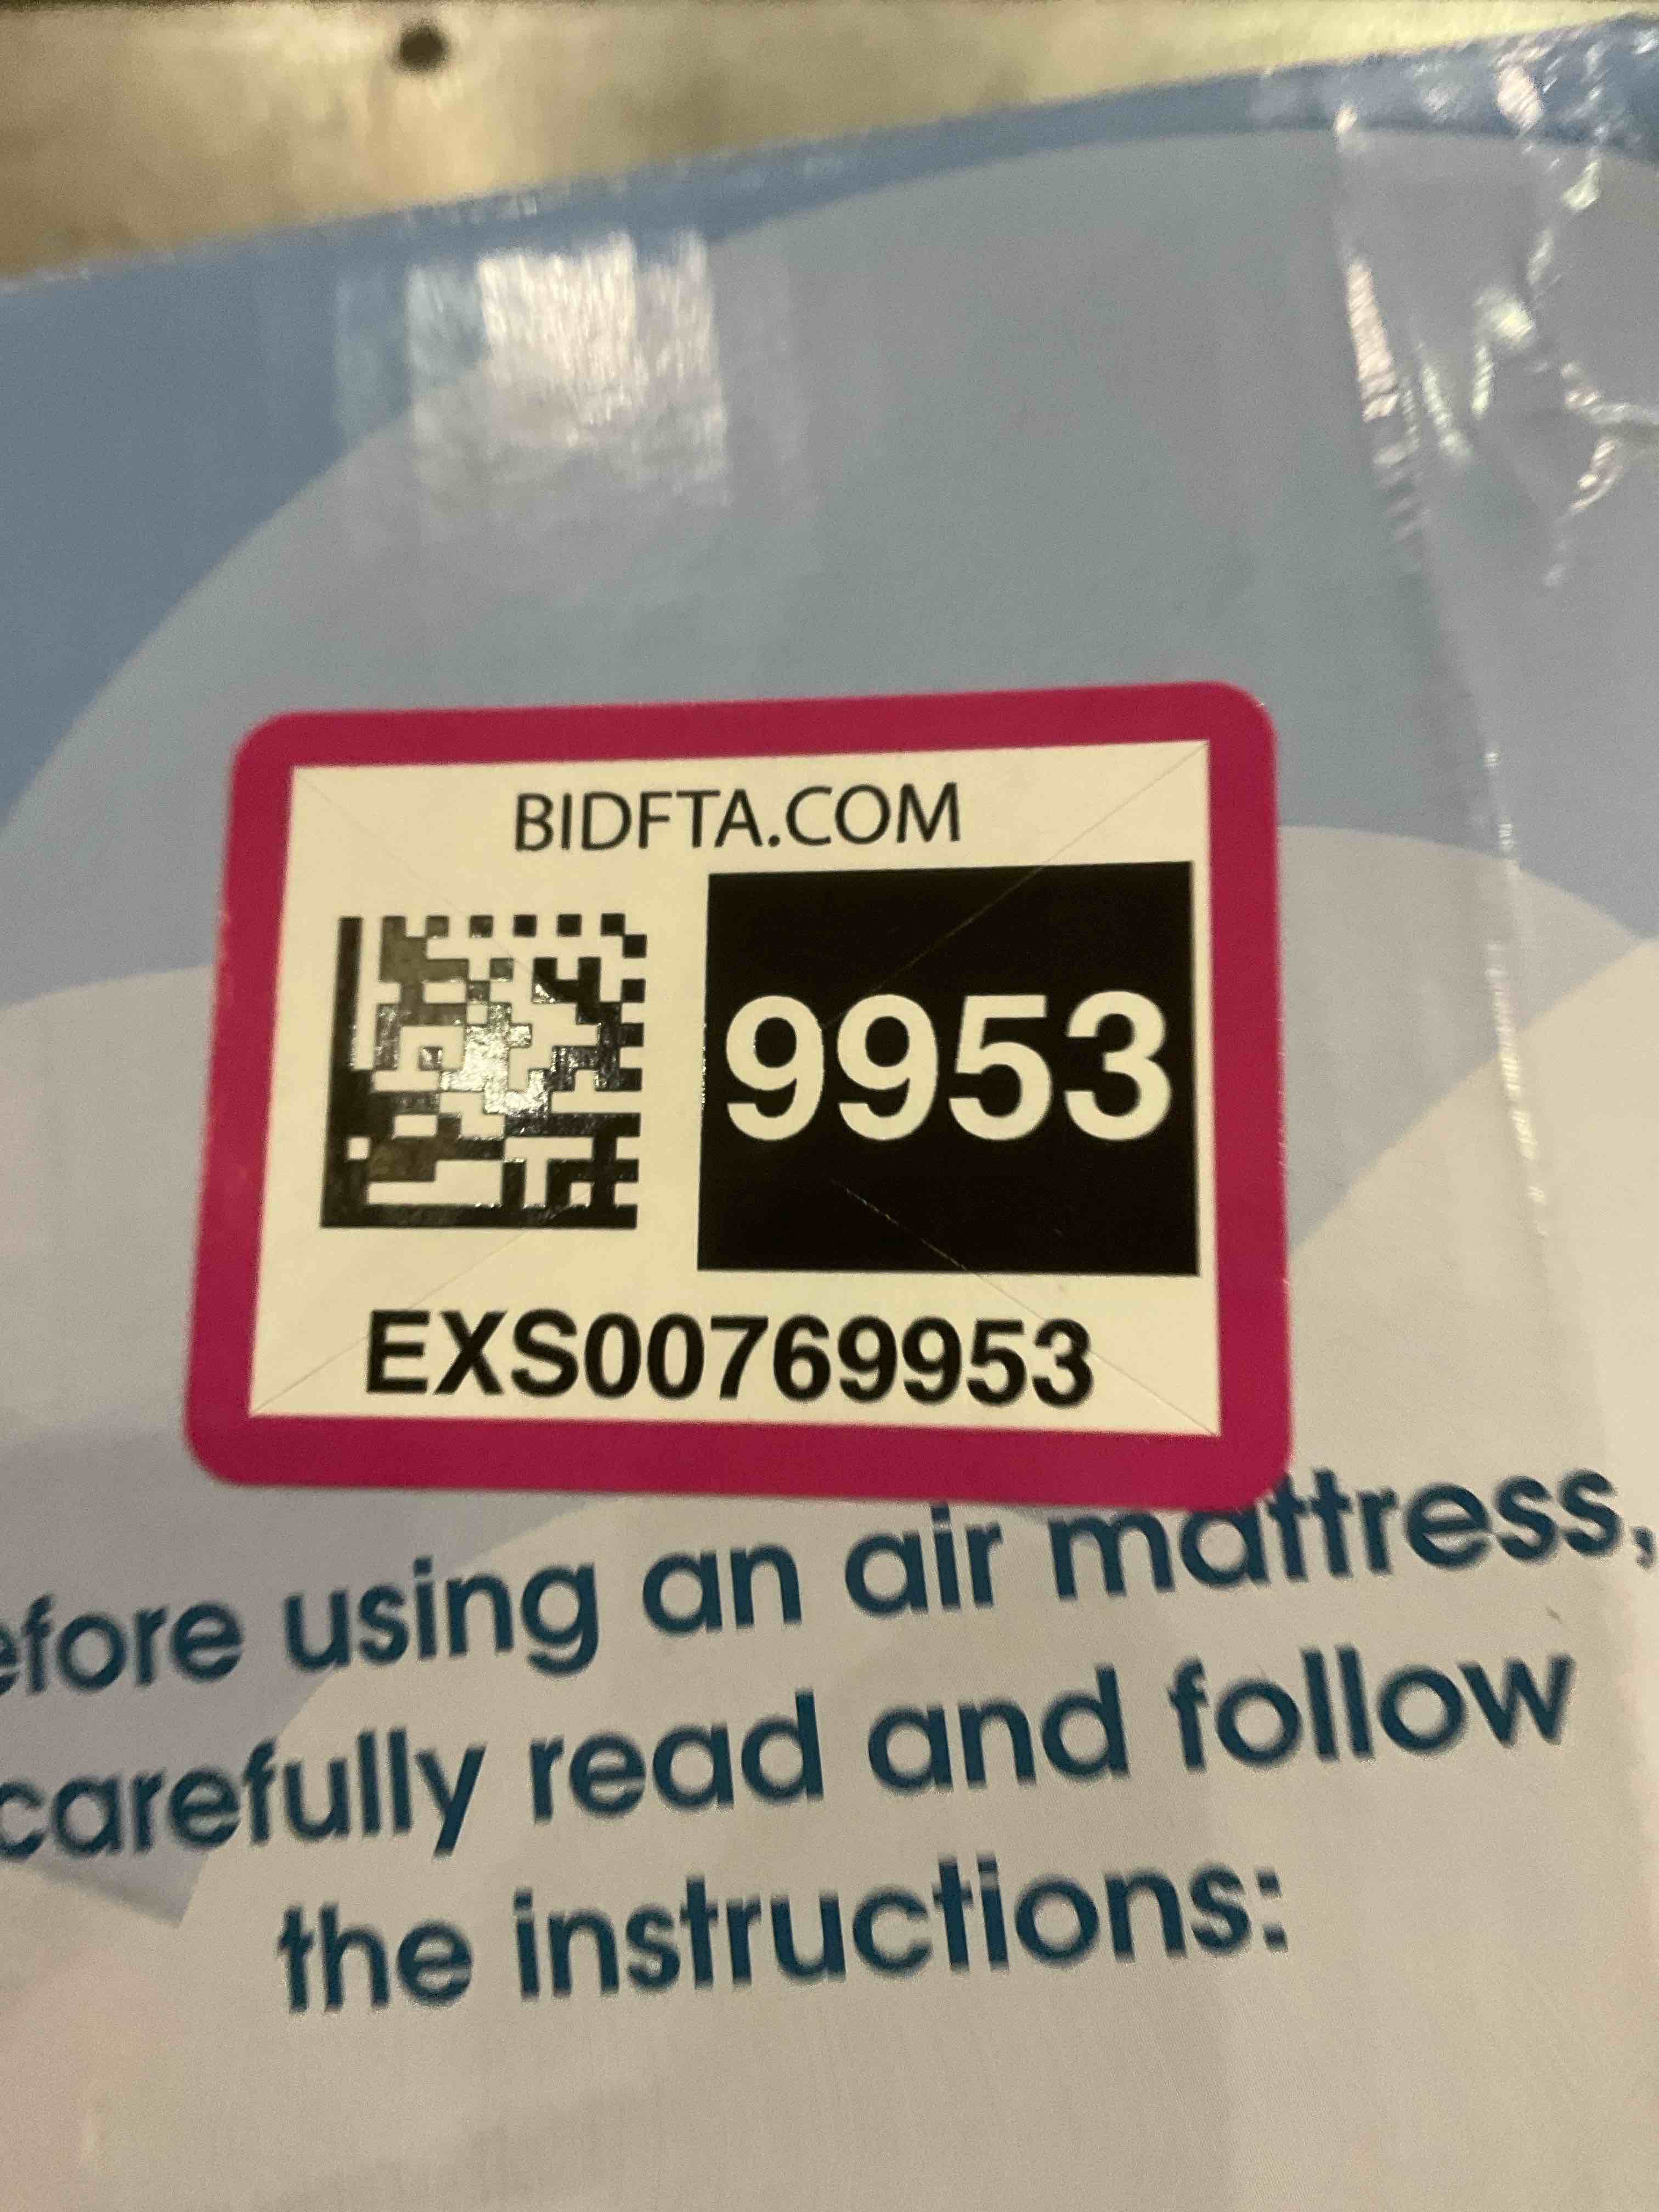 BIDFTA.COM
9953
EXS00769953
efore using an air mattress,
carefully read and follow
the instructions: